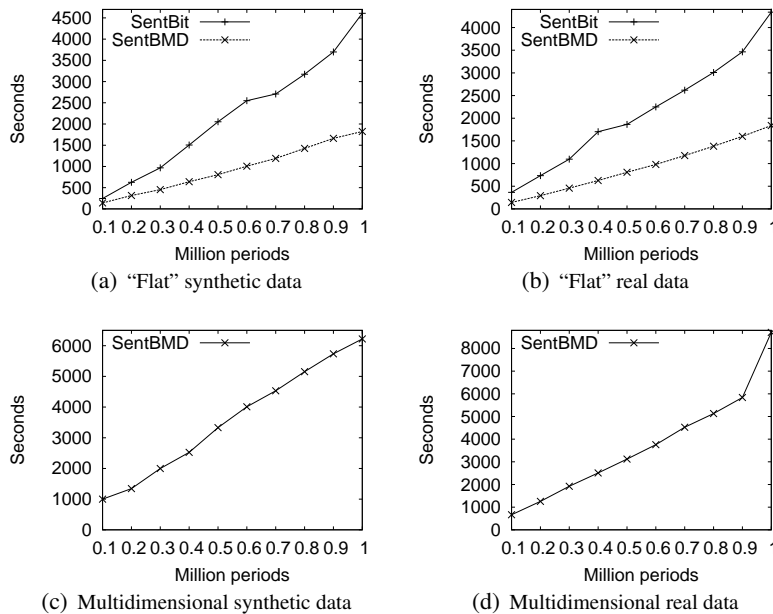 4500
4000
3500
3000
2500
2000
1500
1000
500
0
Seconds
SentBit
SentBMD
0.1 0.2 0.3 0.4 0.5 0.6 0.7 0.8 0.9 1
Million periods
(a) “Flat” synthetic data
4000
3500
3000
2500
2000
1500
1000
500
0
Seconds
SentBit
SentBMD
0.1 0.2 0.3 0.4 0.5 0.6 0.7 0.8 0.9 1
Million periods
(b) “Flat” real data
6000
5000
4000
3000
2000
1000
0
Seconds
SentBMD
0.1 0.2 0.3 0.4 0.5 0.6 0.7 0.8 0.9 1
Million periods
(c) Multidimensional synthetic data
8000
7000
6000
5000
4000
3000
2000
1000
0
Seconds
SentBMD
0.1 0.2 0.3 0.4 0.5 0.6 0.7 0.8 0.9 1
Million periods
(d) Multidimensional real data